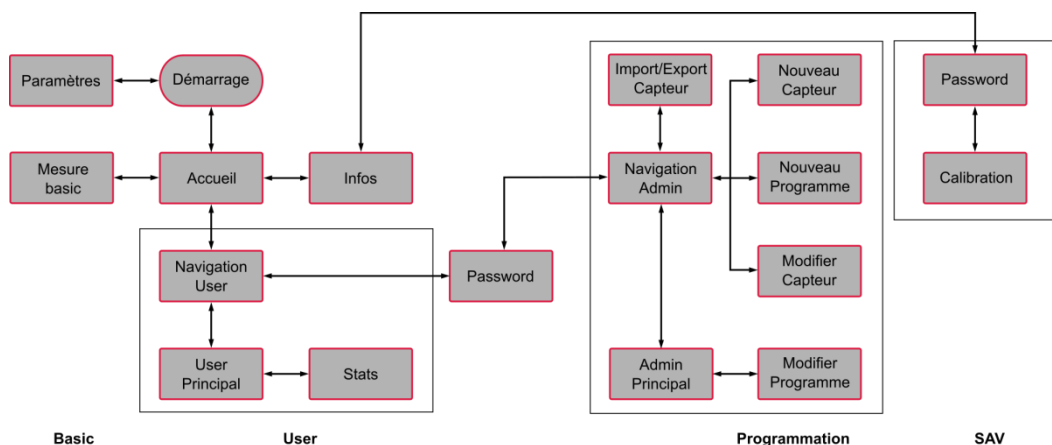 Paramètres
Démarrage
Import/Export
Capteur
Nouveau
Capteur
Password
Mesure
basic
Accueil
Infos
Navigation
Admin
Nouveau
Programme
Calibration
Navigation
User
Password
Modifier
Capteur
User
Principal
Stats
Admin
Principal
Modifier
Programme
Basic
User
Programmation
SAV